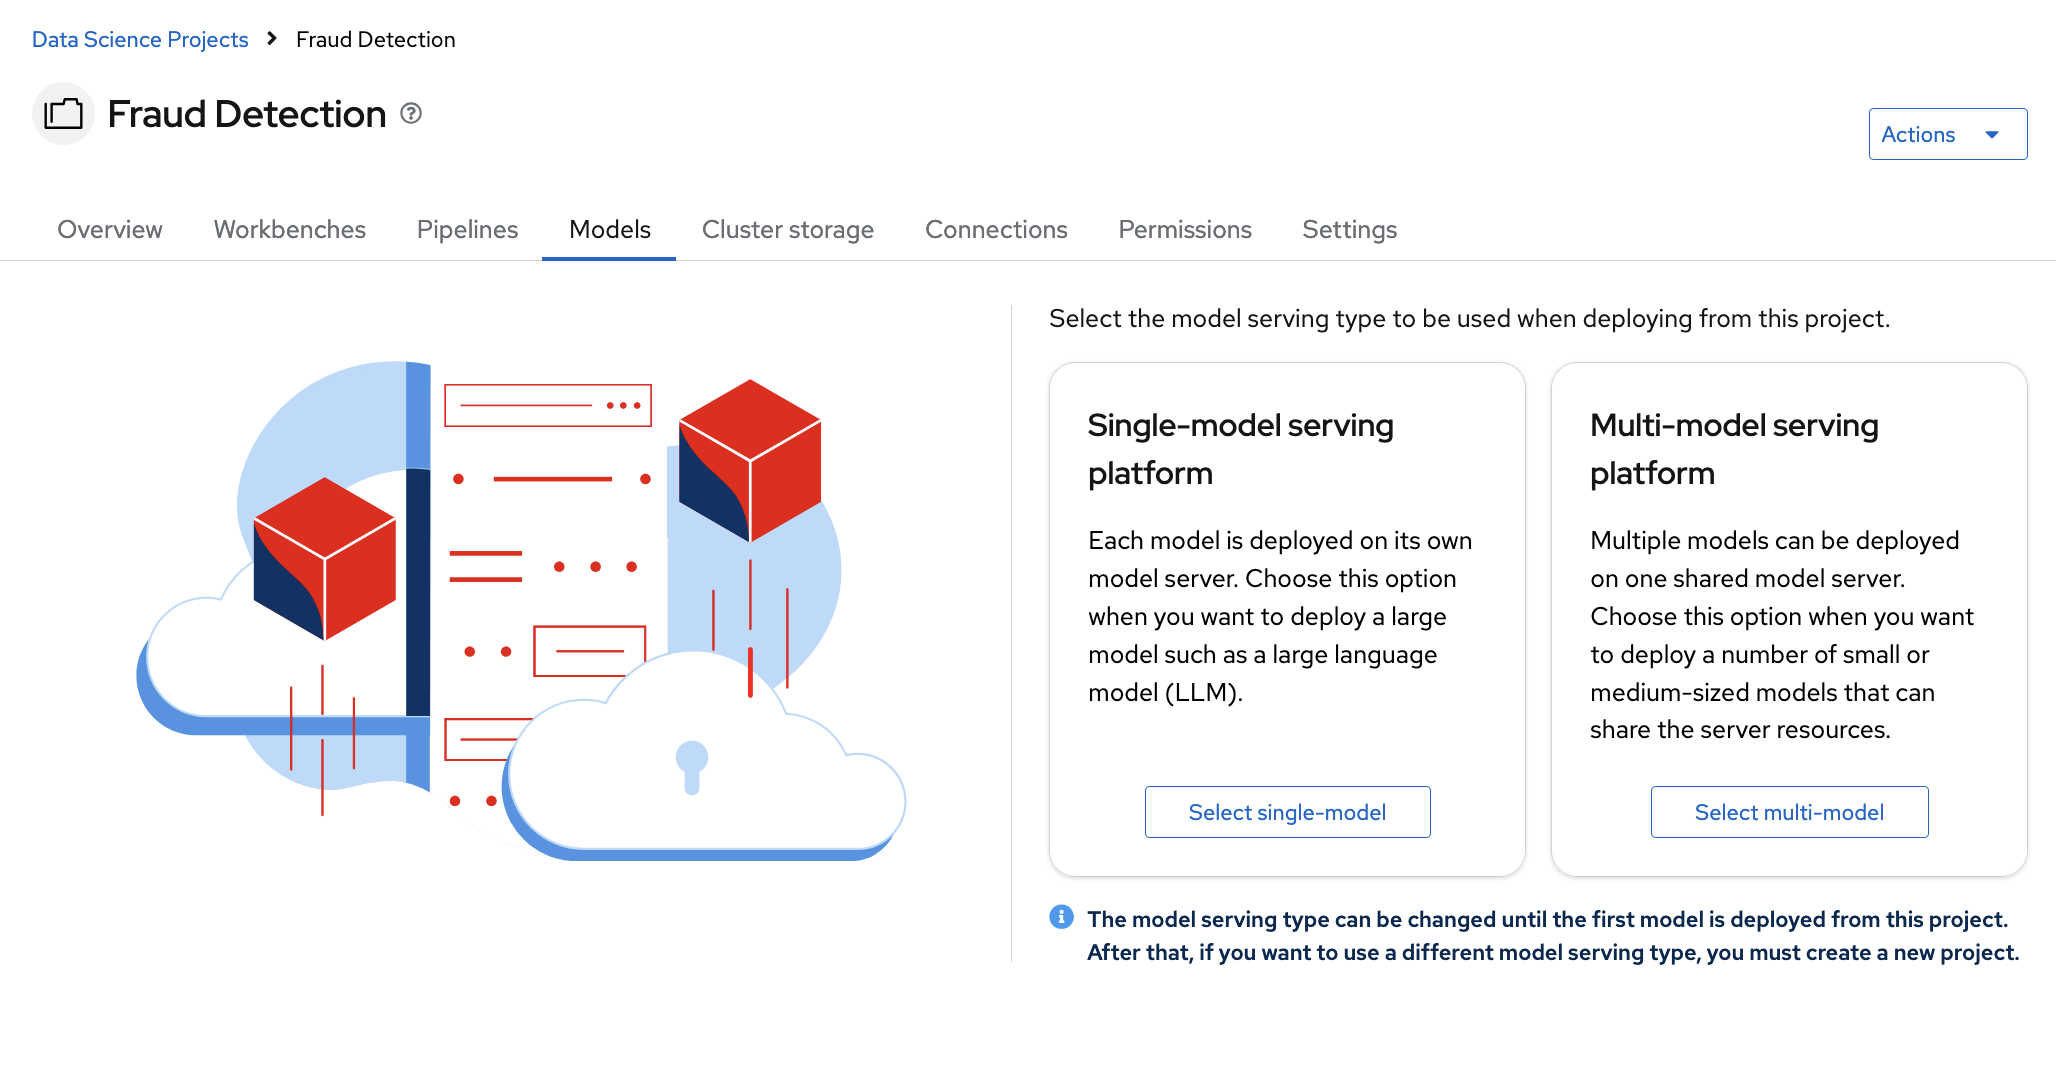 Data Science Projects > Fraud Detection
Fraud Detection
Actions
Overview Workbenches Pipelines Models Cluster storage Connections Permissions Settings
Select the model serving type to be used when deploying from this project.
Single-model serving
platform
Each model is deployed on its own
model server. Choose this option
when you want to deploy a large
model such as a large language
model (LLM).
Select single-model
Multi-model serving
platform
Multiple models can be deployed
on one shared model server.
Choose this option when you want
to deploy a number of small or
medium-sized models that can
share the server resources.
Select multi-model
The model serving type can be changed until the first model is deployed from this project.
After that, if you want to use a different model serving type, you must create a new project.